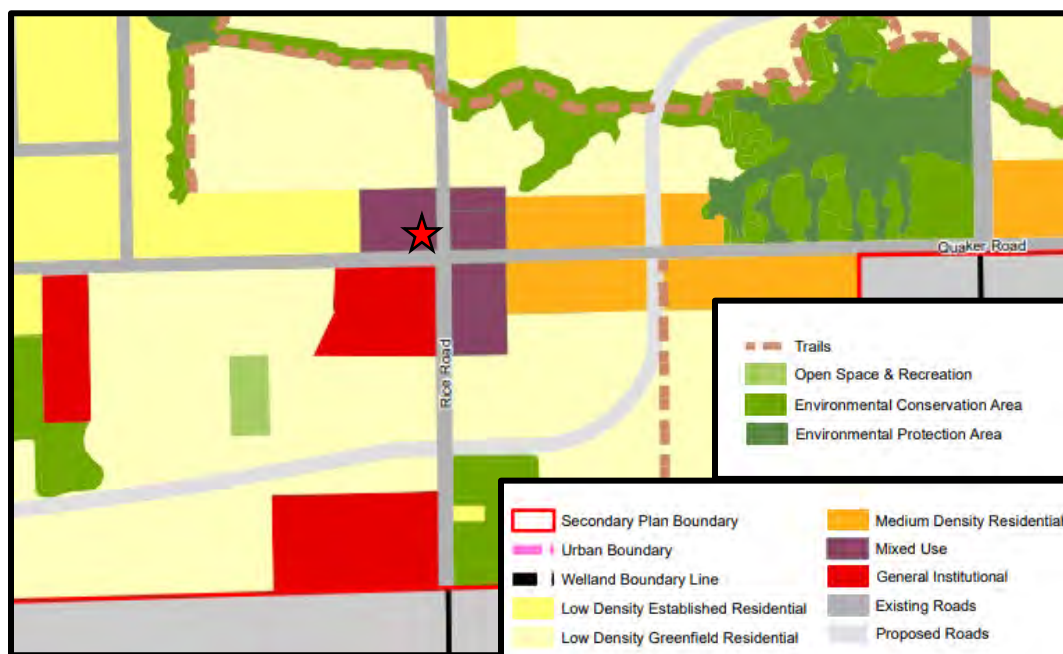 Quaker Road
Rice Road
Trails
Open Space & Recreation
Environmental Conservation Area
Environmental Protection Area
Secondary Plan Boundary
Urban Boundary
Welland Boundary Line
Low Density Established Residential
Low Density Greenfield Residential
Medium Density Residential
Mixed Use
General Institutional
Existing Roads
Proposed Roads